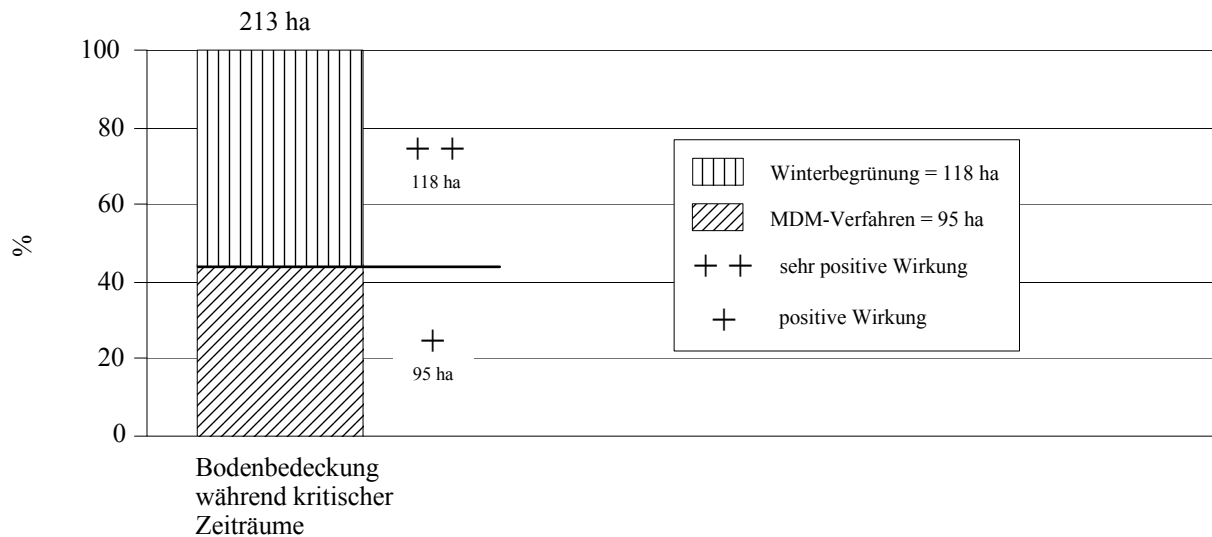 213 ha
100
80
60
40
20
0
%
++
118 ha
+
95 ha
Winterbegrünung = 118 ha
MDM-Verfahren = 95 ha
++ sehr positive Wirkung
+ positive Wirkung
Bodenbedeckung
während kritischer
Zeiträume